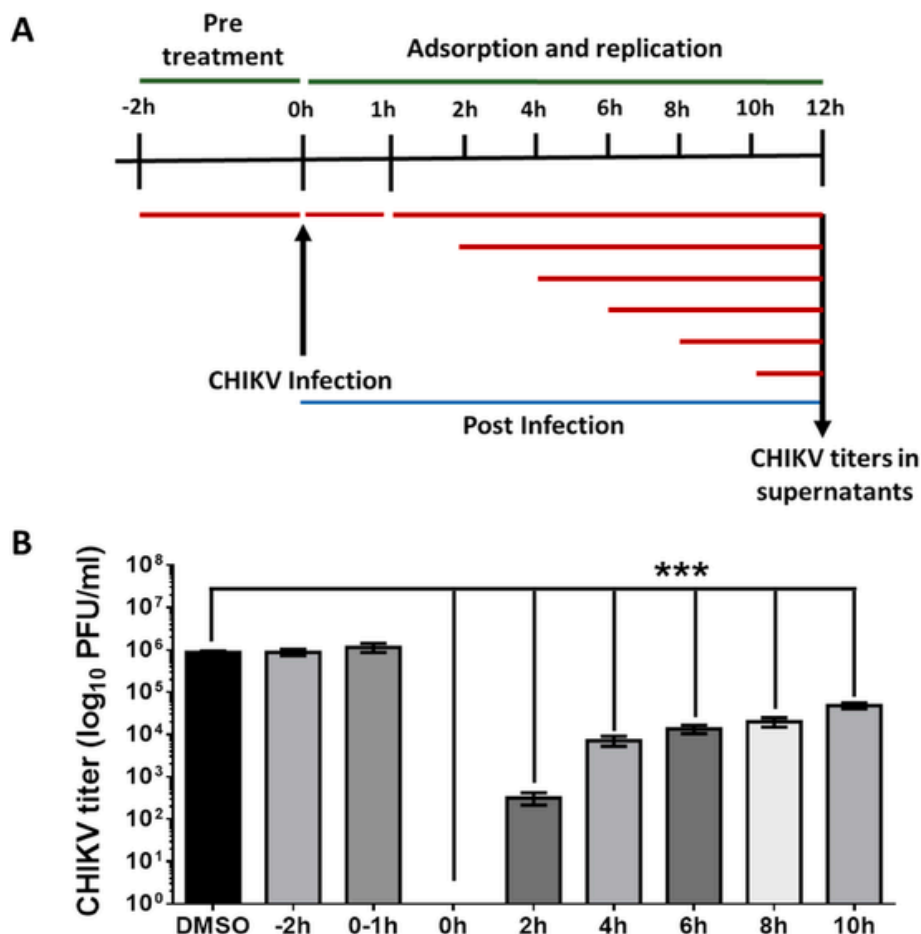 A
Pre
treatment
Adsorption and replication
-2h 0h 1h 2h 4h 6h 8h 10h 12h
CHIKV Infection
Post Infection
CHIKV titers in
supernatants
B
CHIKV titer (log₁₀ PFU/ml)
10⁸
10⁷
10⁶
10⁵
10⁴
10³
10²
10¹
10⁰
***
DMSO -2h 0-1h 0h 2h 4h 6h 8h 10h